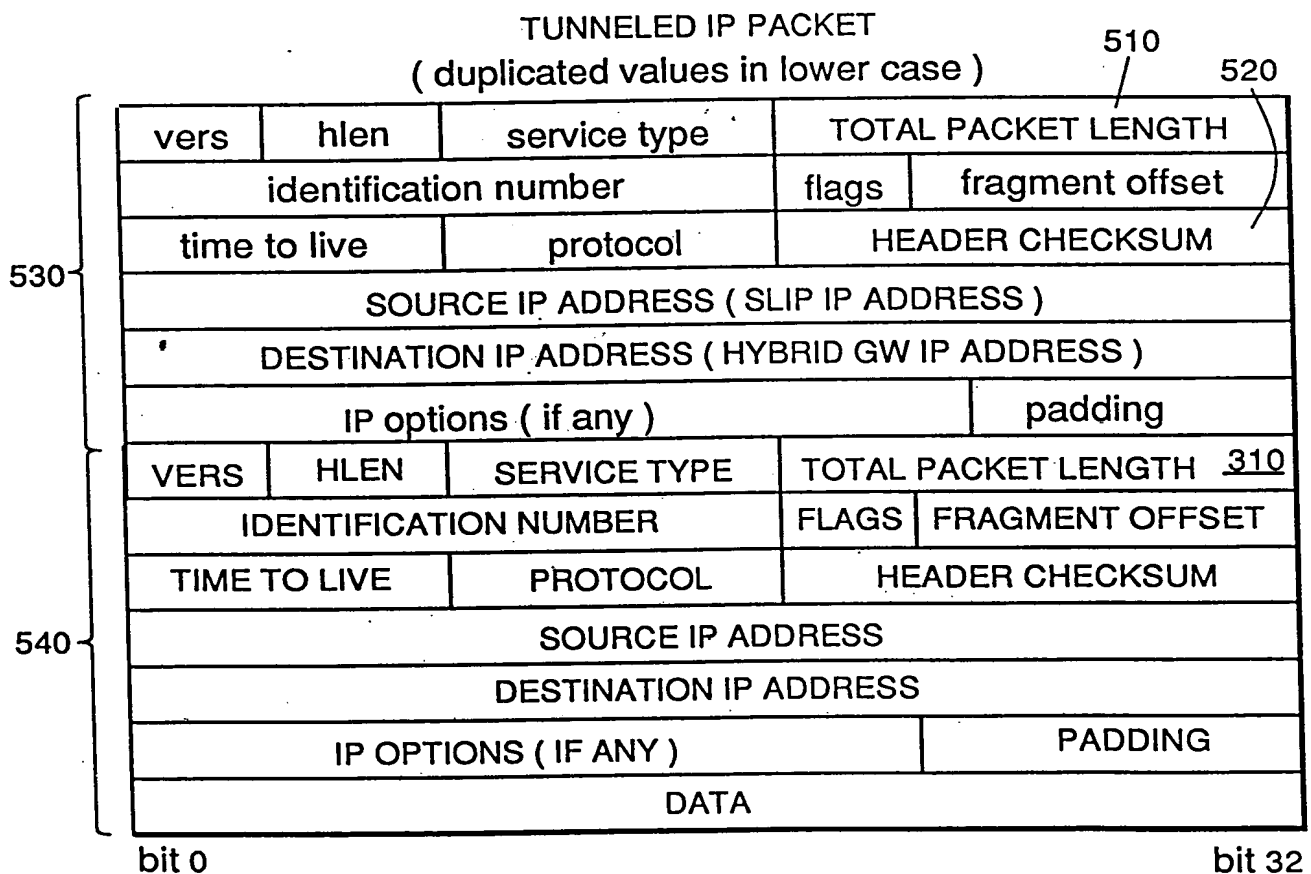 TUNNELED IP PACKET
( duplicated values in lower case )
510
520
vers hlen service type TOTAL PACKET LENGTH
identification number flags fragment offset
time to live protocol HEADER CHECKSUM
530
SOURCE IP ADDRESS ( SLIP IP ADDRESS )
DESTINATION IP ADDRESS ( HYBRID GW IP ADDRESS )
IP options ( if any ) padding
VERS HLEN SERVICE TYPE TOTAL PACKET LENGTH 310
IDENTIFICATION NUMBER FLAGS FRAGMENT OFFSET
TIME TO LIVE PROTOCOL HEADER CHECKSUM
540
SOURCE IP ADDRESS
DESTINATION IP ADDRESS
IP OPTIONS ( IF ANY ) PADDING
DATA
bit 0 bit 32